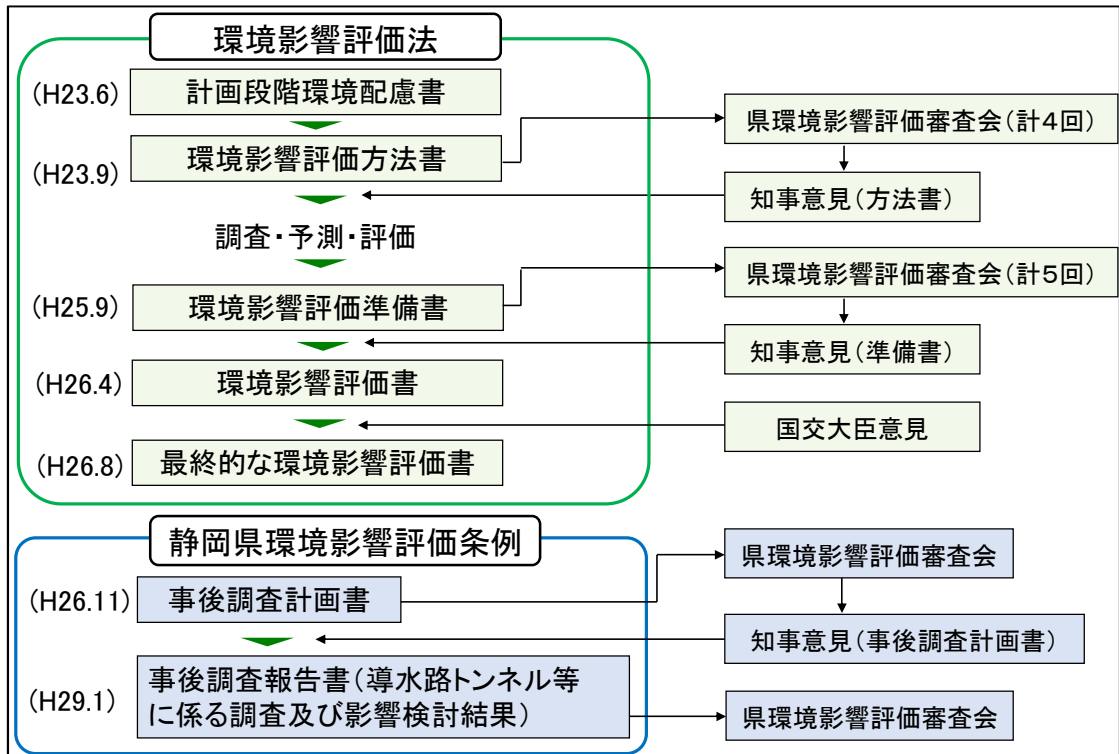 環境影響評価法
(H23.6)
計画段階環境配慮書
(H23.9)
環境影響評価方法書
県環境影響評価審査会(計4回)
知事意見(方法書)
調査・予測・評価
(H25.9)
環境影響評価準備書
県環境影響評価審査会(計5回)
知事意見(準備書)
(H26.4)
環境影響評価書
国交大臣意見
(H26.8)
最終的な環境影響評価書
静岡県環境影響評価条例
(H26.11)
事後調査計画書
県環境影響評価審査会
知事意見(事後調査計画書)
(H29.1)
事後調査報告書(導水路トンネル等
に係る調査及び影響検討結果)
県環境影響評価審査会